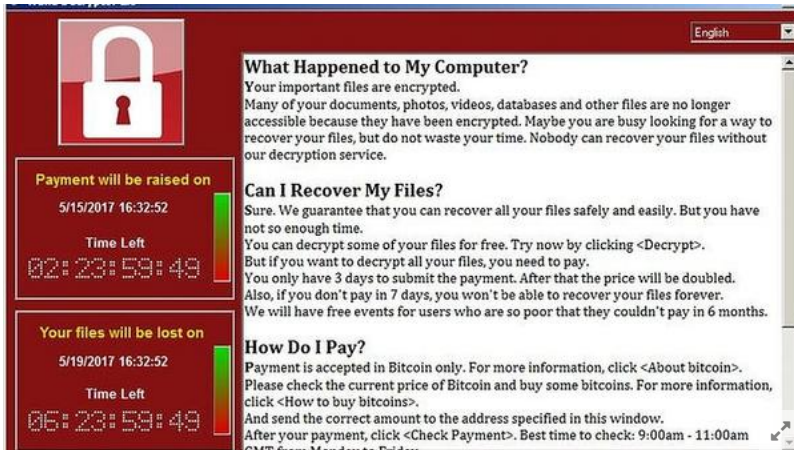 English
What Happened to My Computer?
Your important files are encrypted.
Many of your documents, photos, videos, databases and other files are no longer
accessible because they have been encrypted. Maybe you are busy looking for a way to
recover your files, but do not waste your time. Nobody can recover your files without
our decryption service.
Payment will be raised on
5/15/2017 16:32:52
Time Left
02:23:59:49
Can I Recover My Files?
Sure. We guarantee that you can recover all your files safely and easily. But you have
not so enough time.
You can decrypt some of your files for free. Try now by clicking <Decrypt>.
But if you want to decrypt all your files, you need to pay.
You only have 3 days to submit the payment. After that the price will be doubled.
Also, if you don't pay in 7 days, you won't be able to recover your files forever.
We will have free events for users who are so poor that they couldn't pay in 6 months.
Your files will be lost on
5/19/2017 16:32:52
Time Left
06:23:59:49
How Do I Pay?
Payment is accepted in Bitcoin only. For more information, click <About bitcoin>.
Please check the current price of Bitcoin and buy some bitcoins. For more information,
click <How to buy bitcoins>.
And send the correct amount to the address specified in this window.
After your payment, click <Check Payment>. Best time to check: 9:00am - 11:00am
GMT from Monday to Friday.